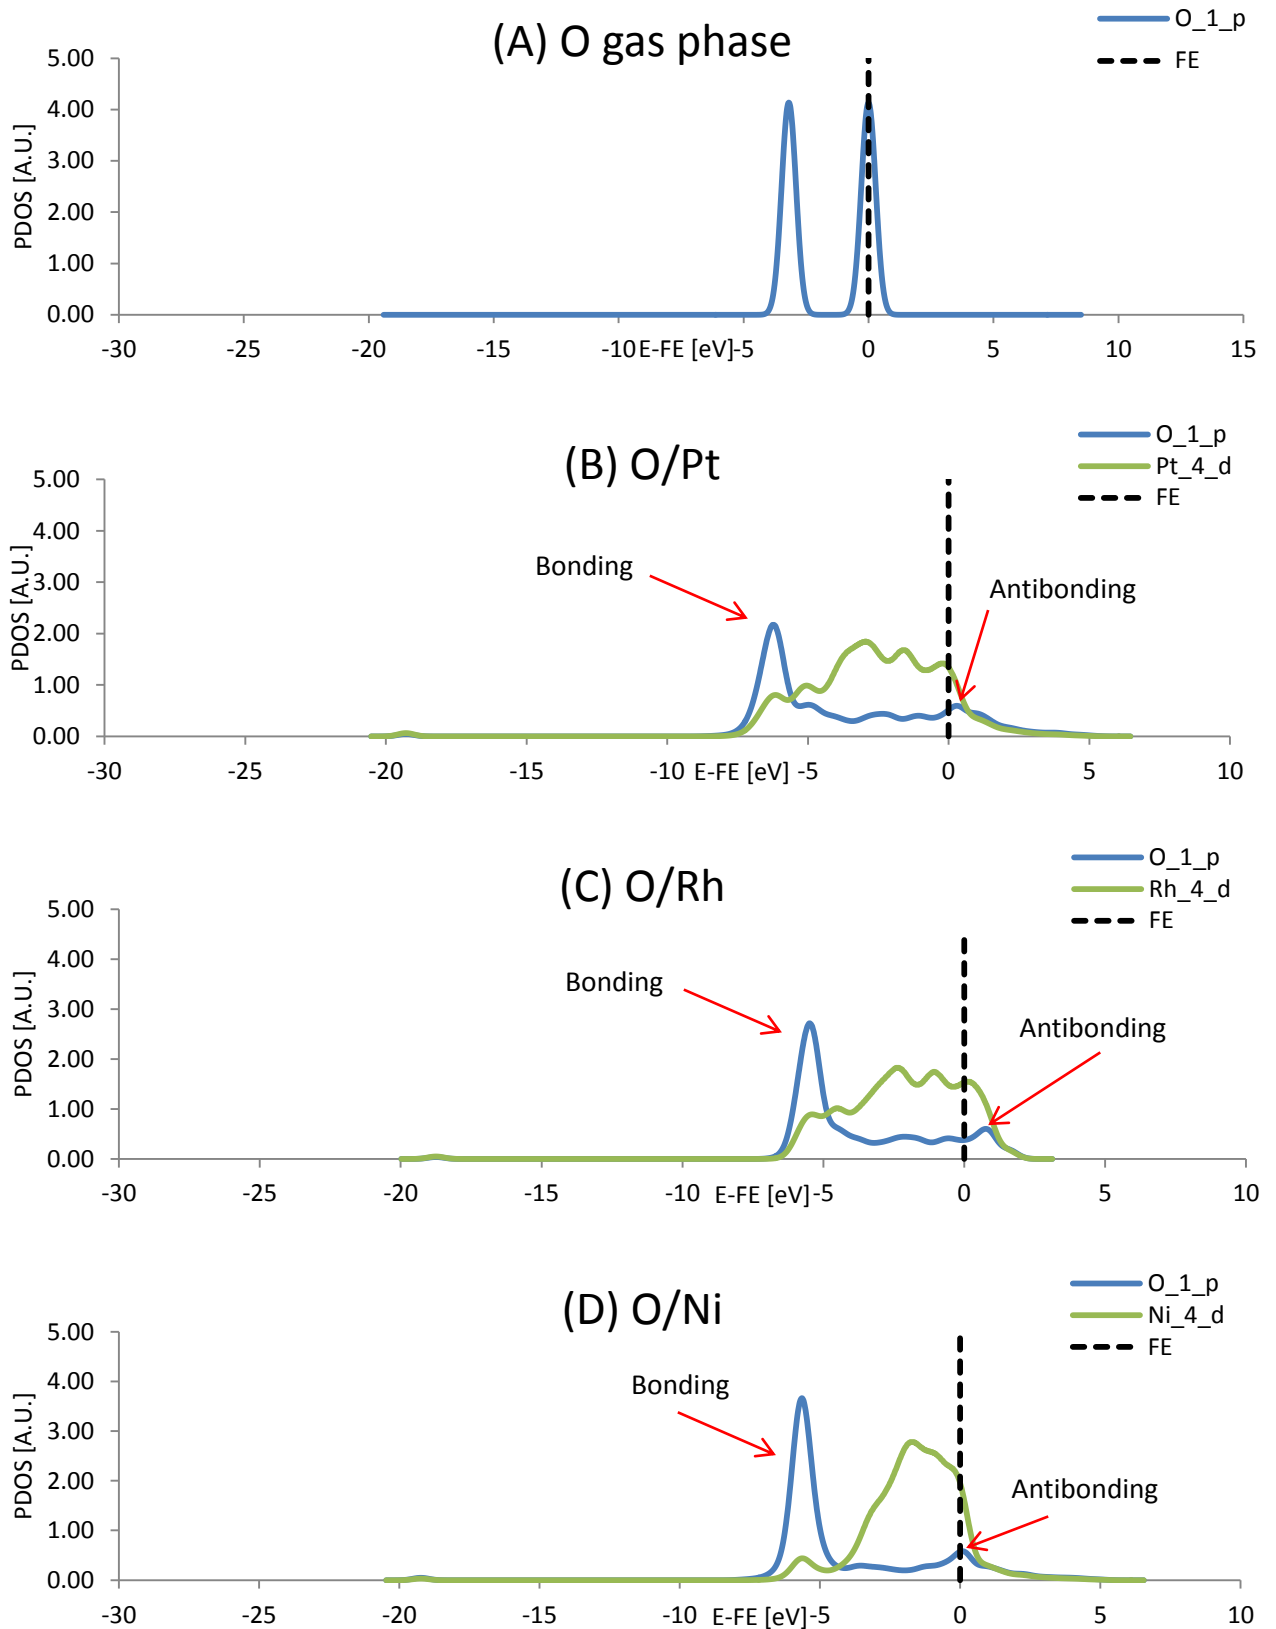 (A) O gas phase
O_1_p
FE
PDOS [A.U.]
5.00
4.00
3.00
2.00
1.00
0.00
-30 -25 -20 -15 -10 E-FE [eV] -5 0 5 10 15
(B) O/Pt
O_1_p
Pt_4_d
FE
PDOS [A.U.]
5.00
4.00
3.00
2.00
1.00
0.00
Bonding
Antibonding
-30 -25 -20 -15 -10 E-FE [eV] -5 0 5 10
(C) O/Rh
O_1_p
Rh_4_d
FE
PDOS [A.U.]
5.00
4.00
3.00
2.00
1.00
0.00
Bonding
Antibonding
-30 -25 -20 -15 -10 E-FE [eV] -5 0 5 10
(D) O/Ni
O_1_p
Ni_4_d
FE
PDOS [A.U.]
5.00
4.00
3.00
2.00
1.00
0.00
Bonding
Antibonding
-30 -25 -20 -15 -10 E-FE [eV] -5 0 5 10